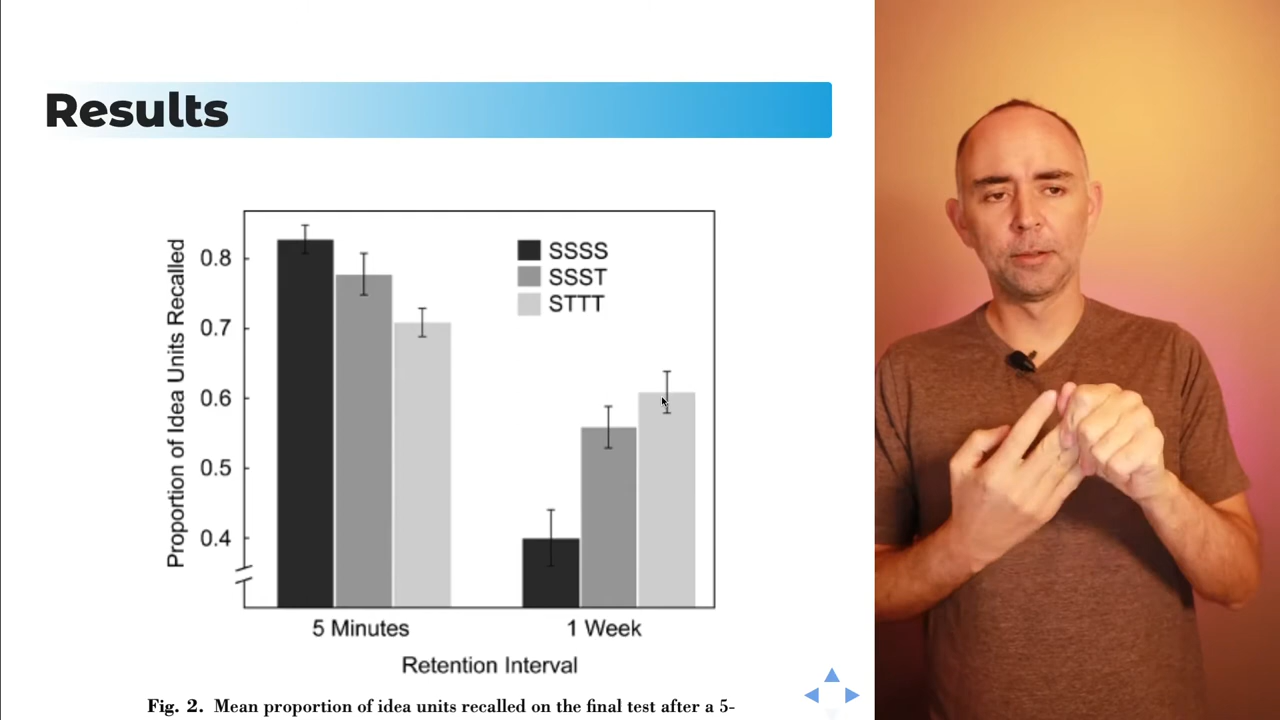 Results
Proportion of Idea Units Recalled
0.8
0.7
0.6
0.5
0.4
SSSS
SSST
STTT
5 Minutes
1 Week
Retention Interval
Fig. 2. Mean proportion of idea units recalled on the final test after a 5-